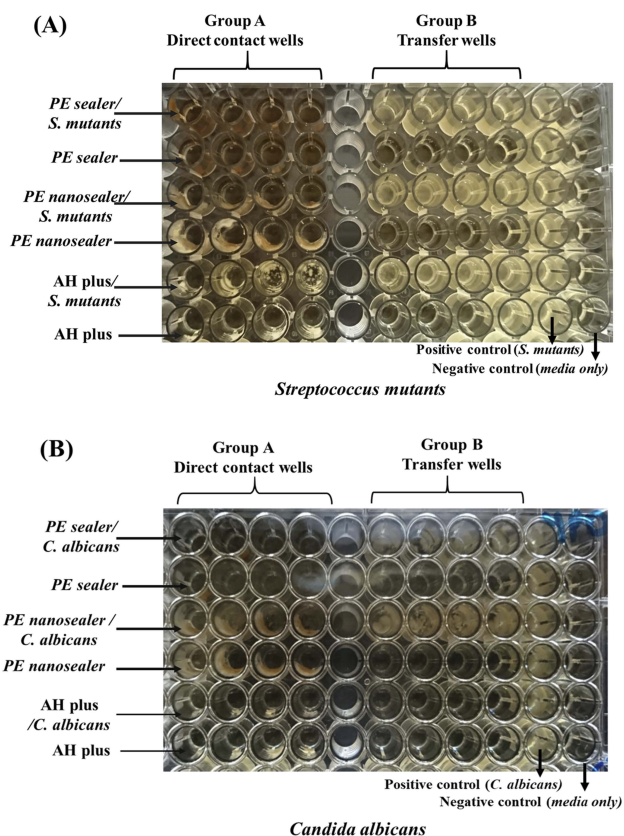 (A)
Group A
Direct contact wells
Group B
Transfer wells
PE sealer/
S. mutants
PE sealer
PE nanosealer/
S. mutants
PE nanosealer
AH plus/
S. mutants
AH plus
Positive control (S. mutants)
Negative control (media only)
Streptococcus mutants
(B)
Group A
Direct contact wells
Group B
Transfer wells
PE sealer/
C. albicans
PE sealer
PE nanosealer /
C. albicans
PE nanosealer
AH plus
/C. albicans
AH plus
Positive control (C. albicans)
Negative control (media only)
Candida albicans